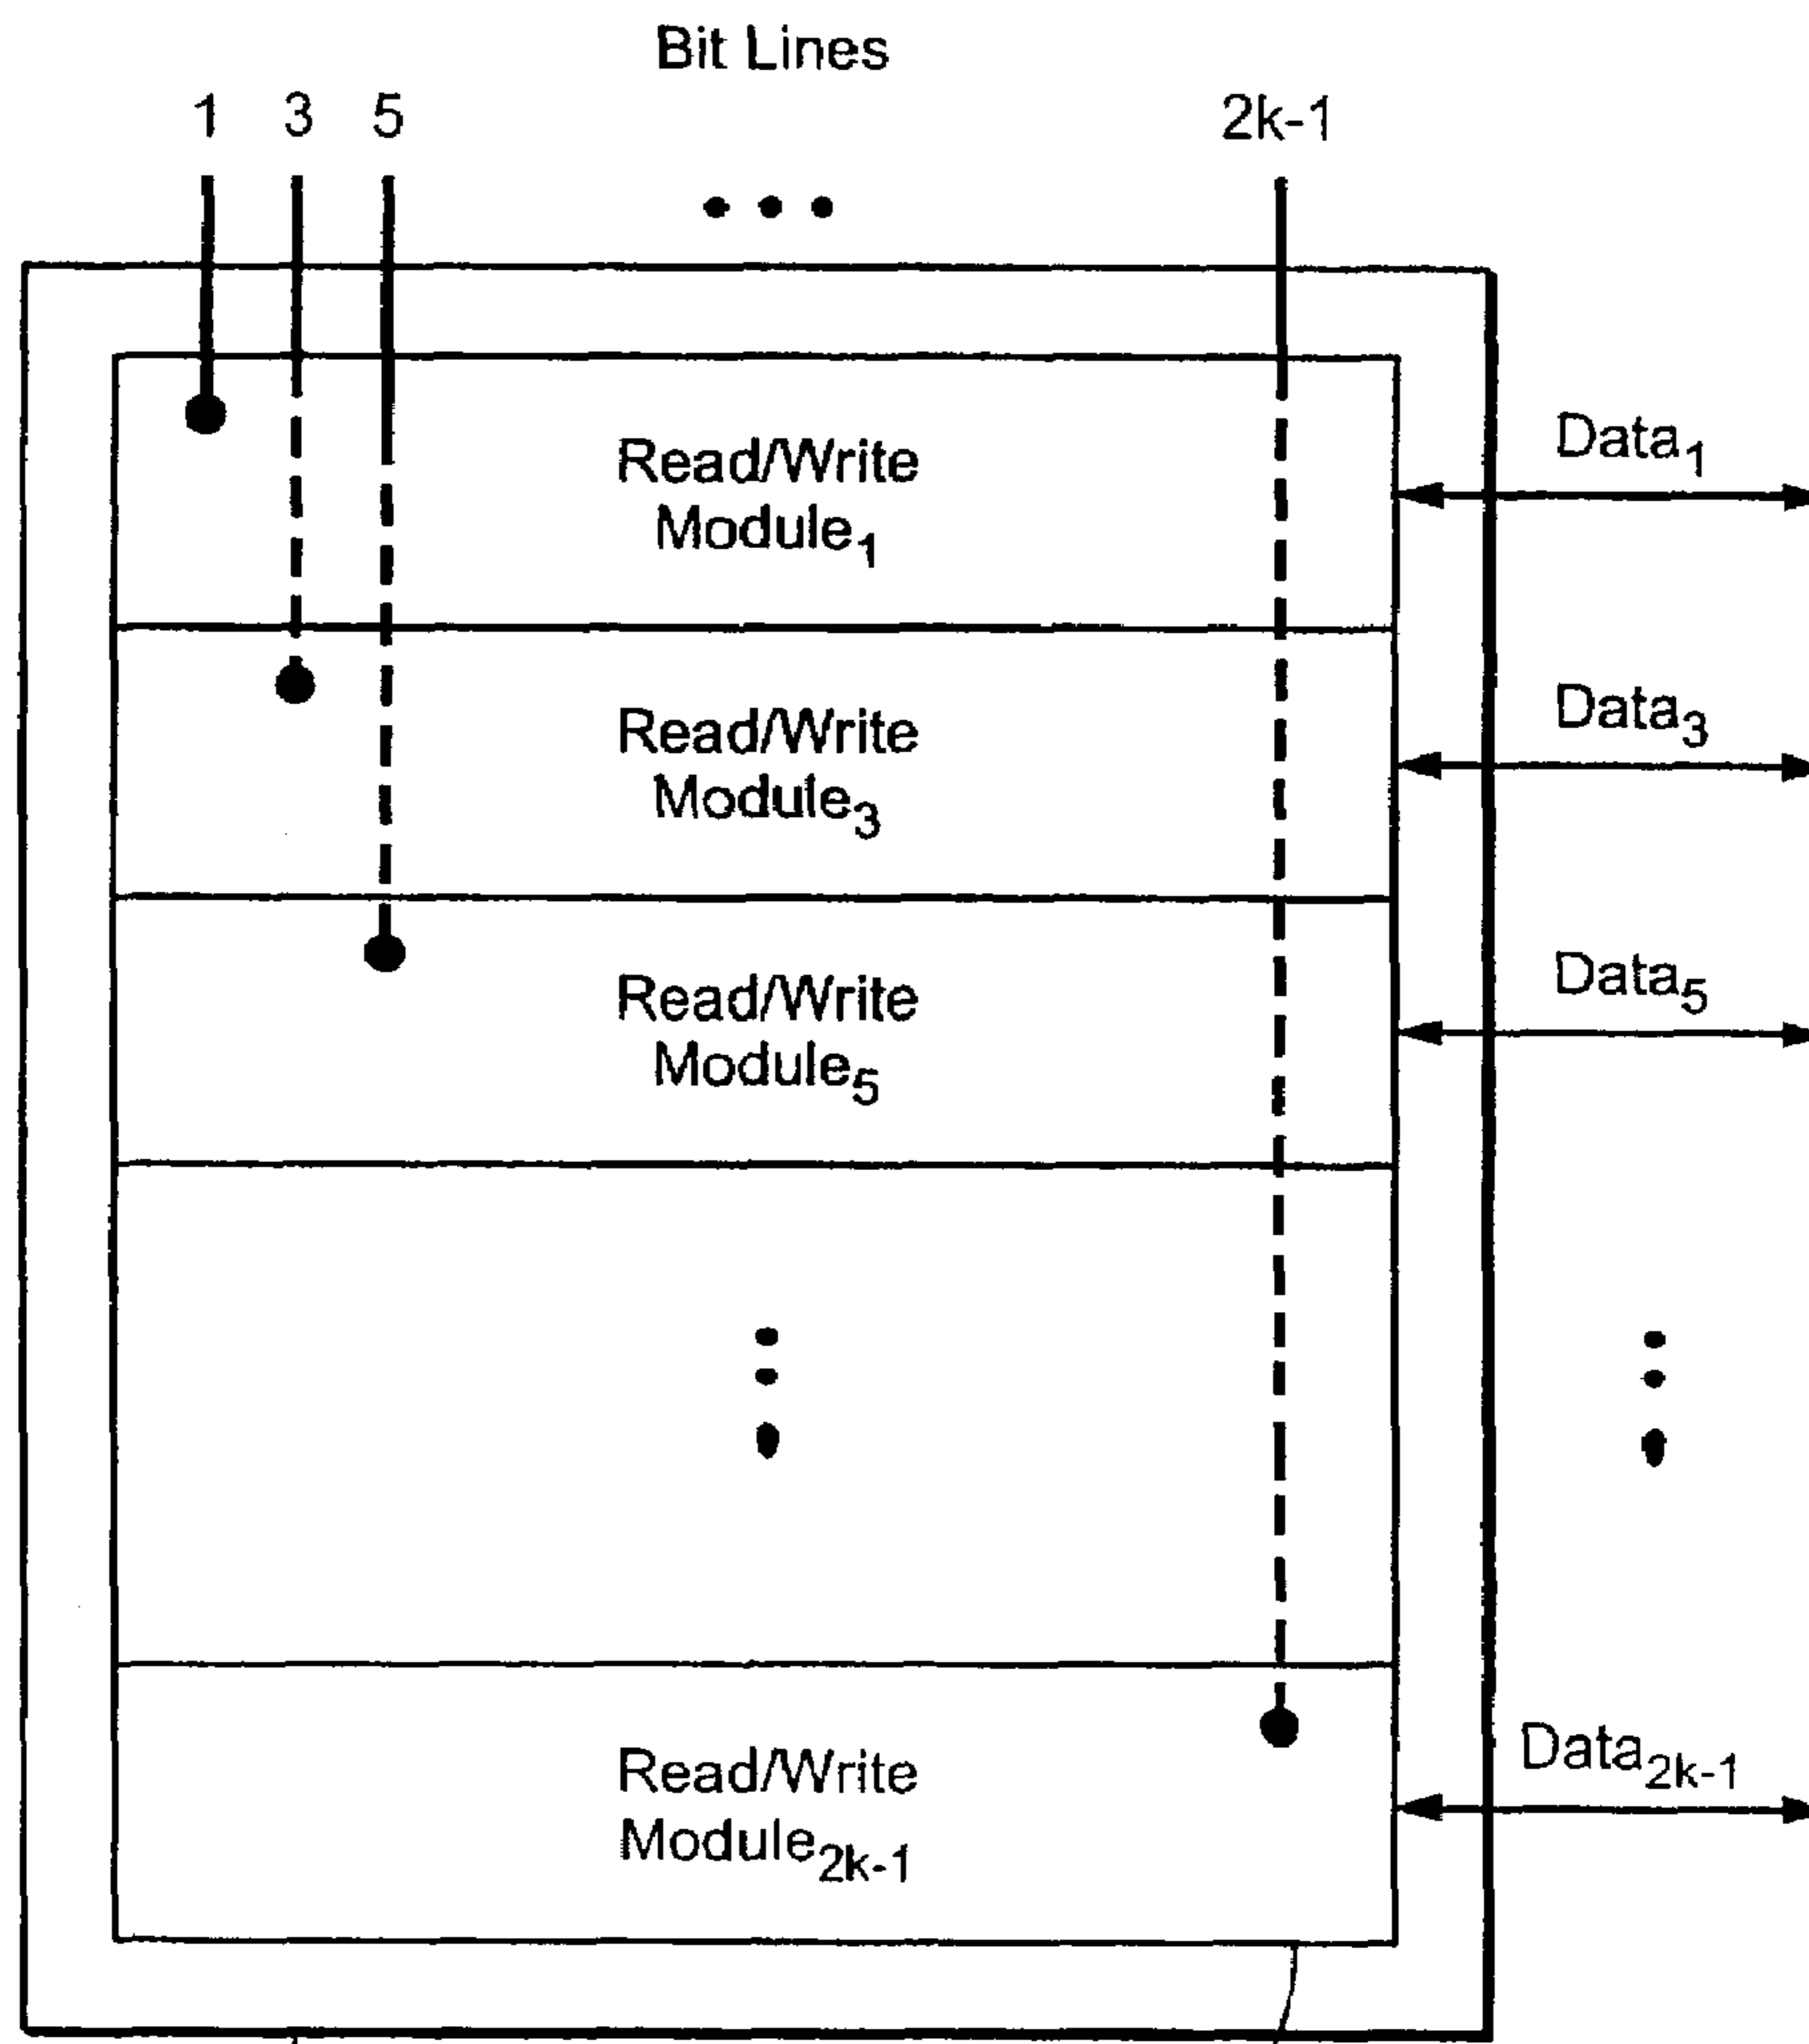 Bit Lines
1 3 5 2k-1
Read/Write
Module1
Data1
Read/Write
Module3
Data3
Read/Write
Module5
Data5
Read/Write
Module2k-1
Data2k-1